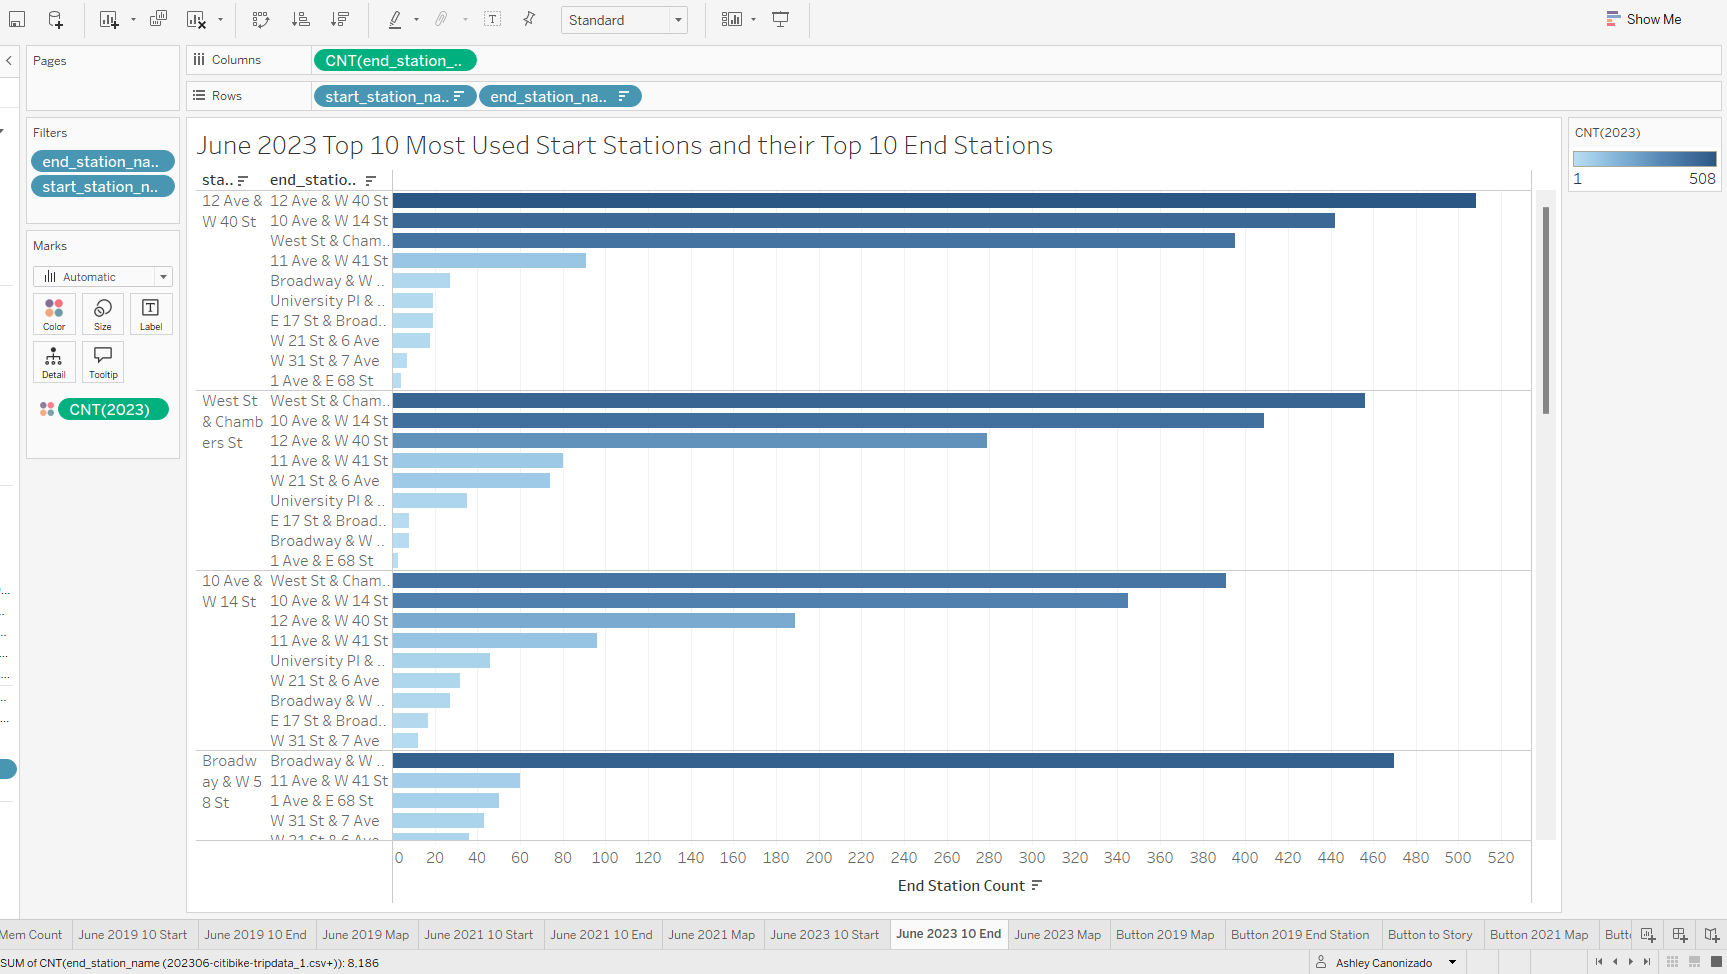 Standard
Show Me
Pages
Columns
CNT(end_station_..
Rows
start_station_na..
end_station_na..
Filters
end_station_na..
start_station_n..
Marks
Automatic
Color
Size
Label
Detail
Tooltip
CNT(2023)
June 2023 Top 10 Most Used Start Stations and their Top 10 End Stations
sta.. end_statio..
12 Ave & W 40 St
12 Ave & W 40 St
10 Ave & W 14 St
West St & Cham..
11 Ave & W 41 St
Broadway & W ..
University Pl & ..
E 17 St & Broad..
W 21 St & 6 Ave
W 31 St & 7 Ave
1 Ave & E 68 St
West St & Chambers St
West St & Cham..
10 Ave & W 14 St
12 Ave & W 40 St
11 Ave & W 41 St
W 21 St & 6 Ave
University Pl & ..
E 17 St & Broad..
Broadway & W ..
1 Ave & E 68 St
10 Ave & W 14 St
West St & Cham..
10 Ave & W 14 St
12 Ave & W 40 St
11 Ave & W 41 St
University Pl & ..
W 21 St & 6 Ave
Broadway & W ..
E 17 St & Broad..
W 31 St & 7 Ave
Broadway & W 58 St
Broadway & W ..
11 Ave & W 41 St
1 Ave & E 68 St
W 31 St & 7 Ave
W 21 St & 6 Ave
0 20 40 60 80 100 120 140 160 180 200 220 240 260 280 300 320 340 360 380 400 420 440 460 480 500 520
End Station Count
CNT(2023)
1 508
Mem Count June 2019 10 Start June 2019 10 End June 2019 Map June 2021 10 Start June 2021 10 End June 2021 Map June 2023 10 Start June 2023 10 End June 2023 Map Button 2019 Map Button 2019 End Station Button to Story Button 2021 Map Butt
SUM of CNT(end_station_name (202306-citibike-tripdata_1.csv+)): 8,186
Ashley Canonizado